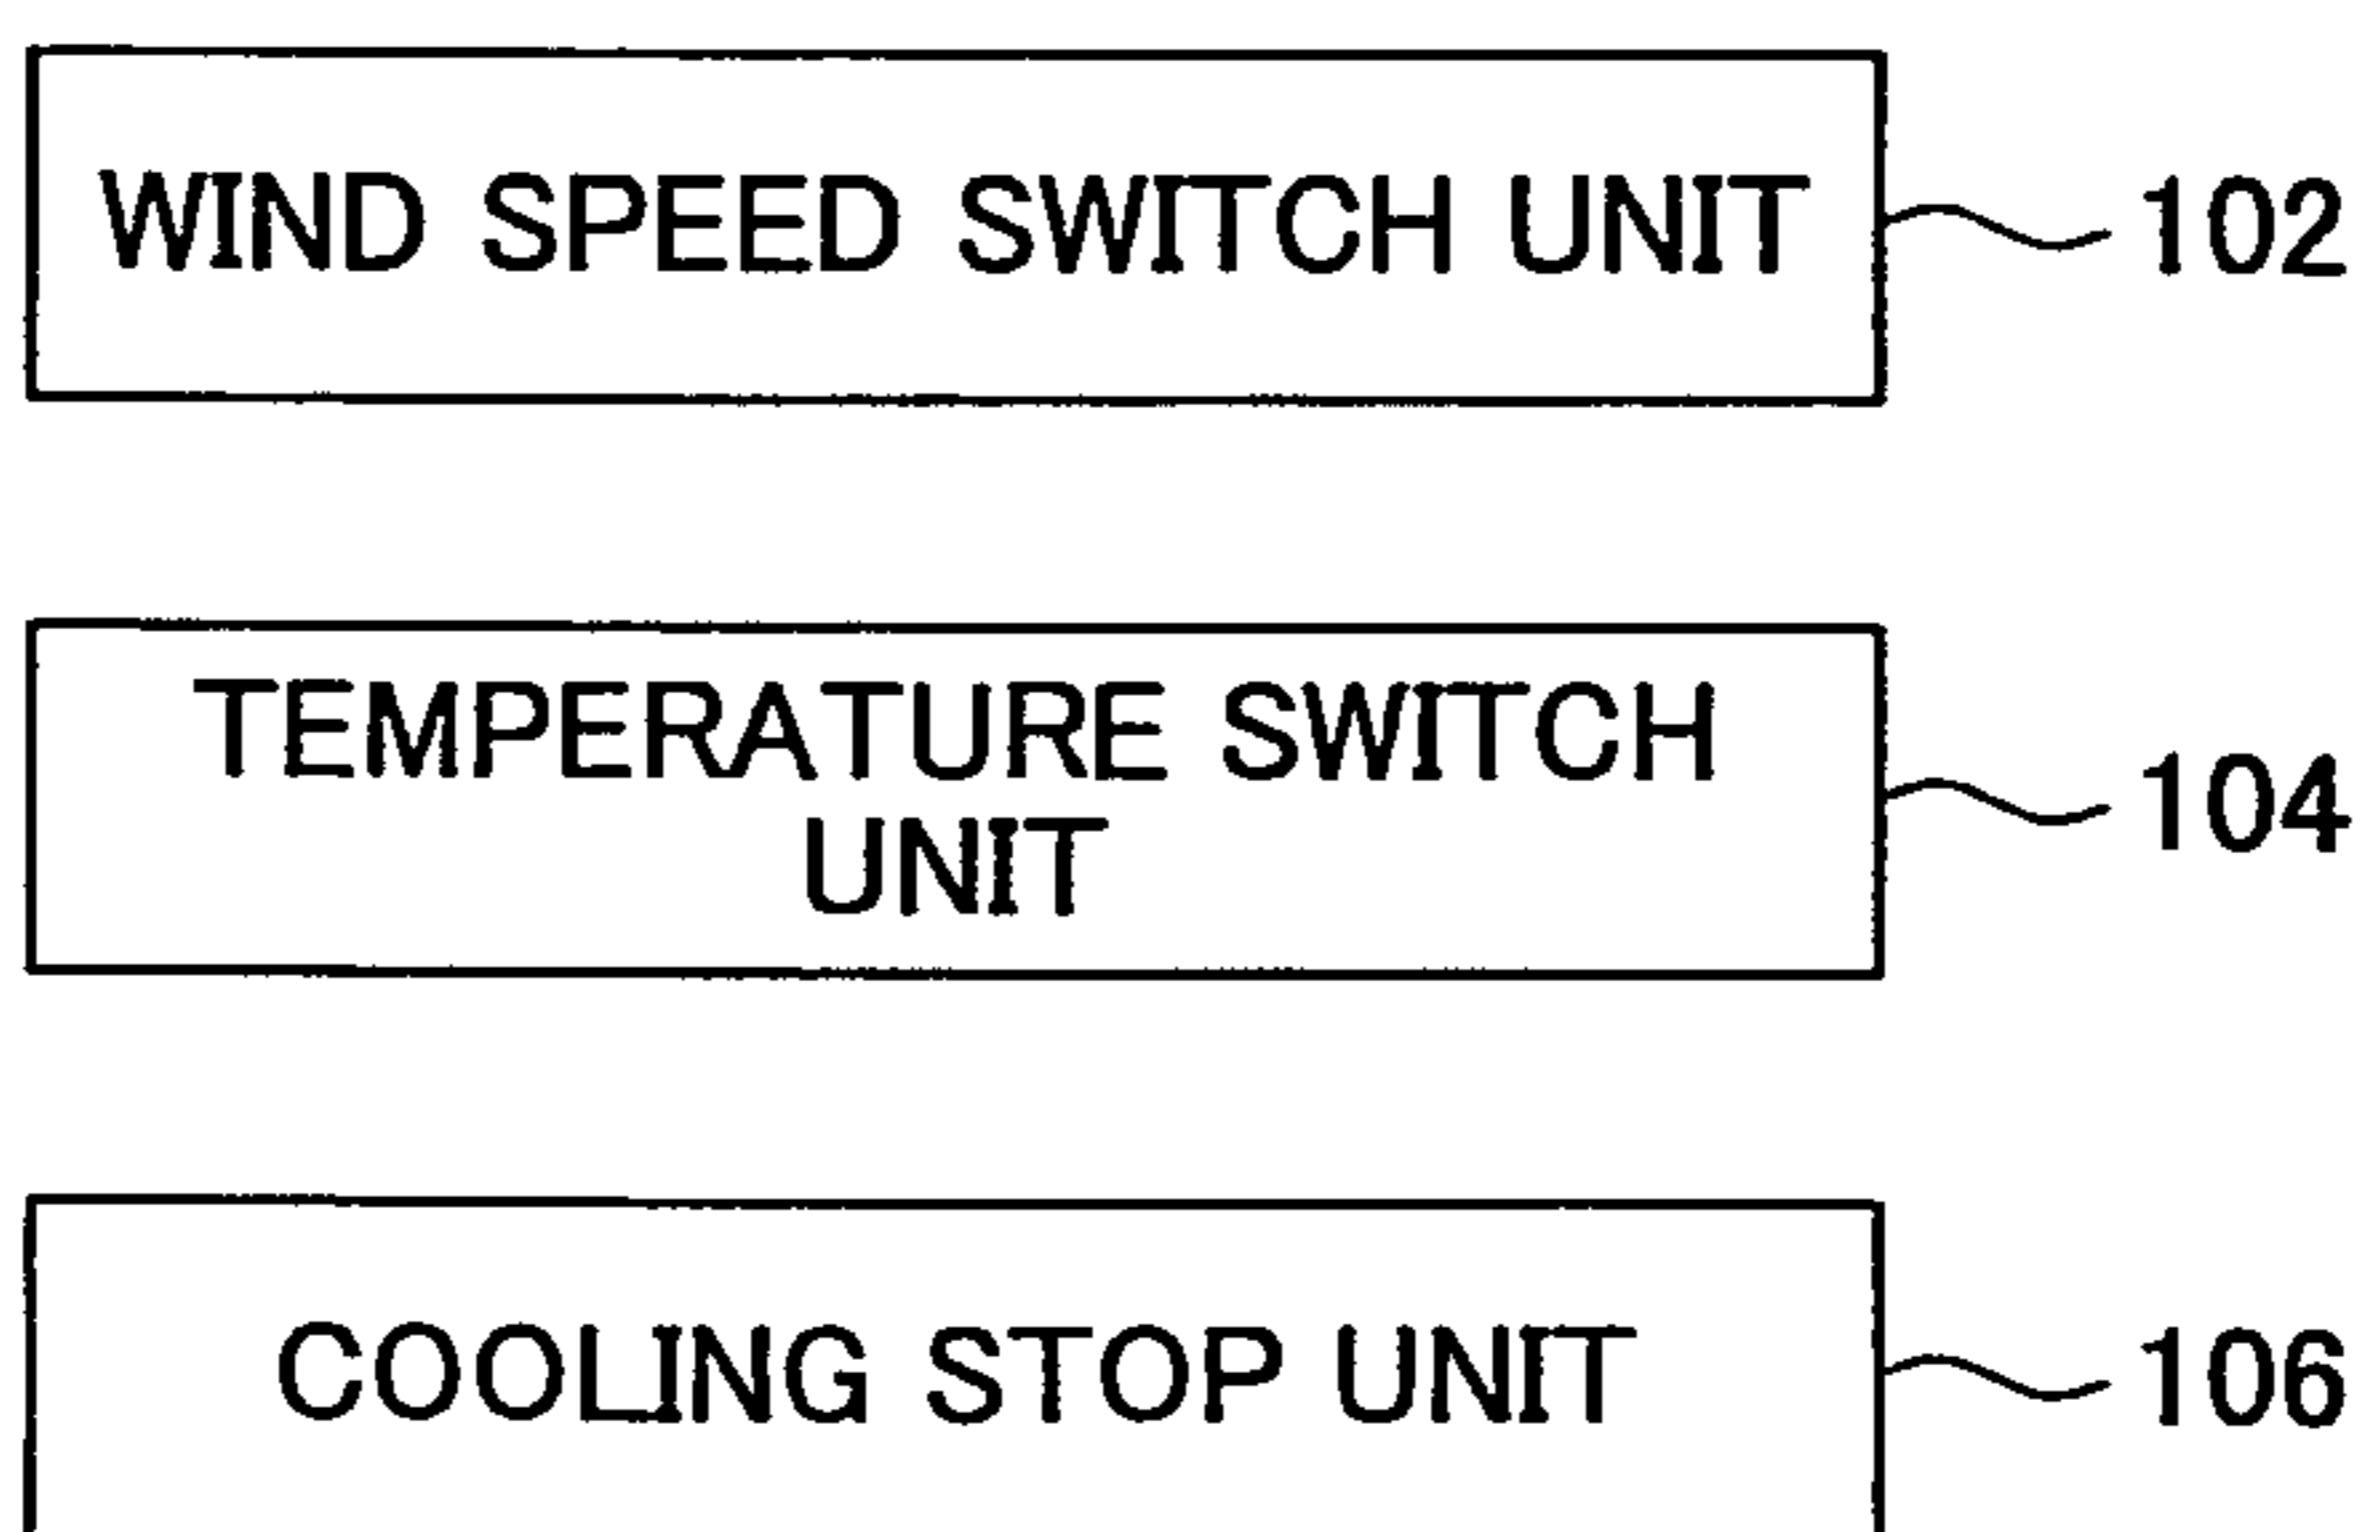 WIND SPEED SWITCH UNIT 102
TEMPERATURE SWITCH
UNIT
104
COOLING STOP UNIT 106